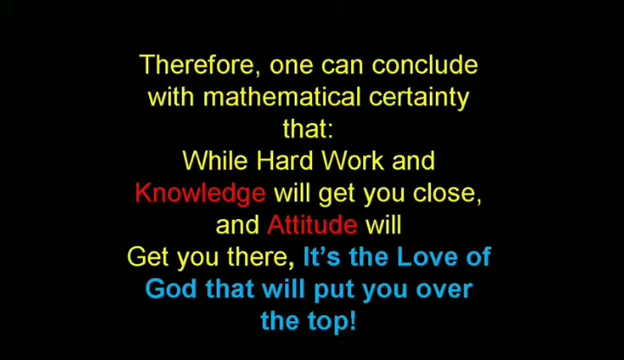 Therefore, one can conclude
with mathematical certainty
that:
While Hard Work and
Knowledge will get you close,
and Attitude will
Get you there, It's the Love of
God that will put you over
the top!